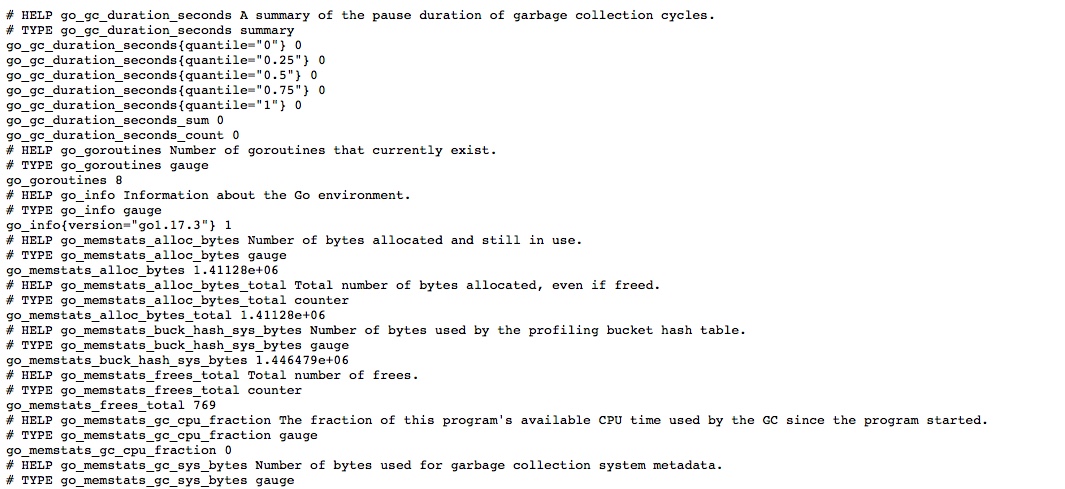 # HELP go_gc_duration_seconds A summary of the pause duration of garbage collection cycles.
# TYPE go_gc_duration_seconds summary
go_gc_duration_seconds{quantile="0"} 0
go_gc_duration_seconds{quantile="0.25"} 0
go_gc_duration_seconds{quantile="0.5"} 0
go_gc_duration_seconds{quantile="0.75"} 0
go_gc_duration_seconds{quantile="1"} 0
go_gc_duration_seconds_sum 0
go_gc_duration_seconds_count 0
# HELP go_goroutines Number of goroutines that currently exist.
# TYPE go_goroutines gauge
go_goroutines 8
# HELP go_info Information about the Go environment.
# TYPE go_info gauge
go_info{version="go1.17.3"} 1
# HELP go_memstats_alloc_bytes Number of bytes allocated and still in use.
# TYPE go_memstats_alloc_bytes gauge
go_memstats_alloc_bytes 1.41128e+06
# HELP go_memstats_alloc_bytes_total Total number of bytes allocated, even if freed.
# TYPE go_memstats_alloc_bytes_total counter
go_memstats_alloc_bytes_total 1.41128e+06
# HELP go_memstats_buck_hash_sys_bytes Number of bytes used by the profiling bucket hash table.
# TYPE go_memstats_buck_hash_sys_bytes gauge
go_memstats_buck_hash_sys_bytes 1.446479e+06
# HELP go_memstats_frees_total Total number of frees.
# TYPE go_memstats_frees_total counter
go_memstats_frees_total 769
# HELP go_memstats_gc_cpu_fraction The fraction of this program's available CPU time used by the GC since the program started.
# TYPE go_memstats_gc_cpu_fraction gauge
go_memstats_gc_cpu_fraction 0
# HELP go_memstats_gc_sys_bytes Number of bytes used for garbage collection system metadata.
# TYPE go_memstats_gc_sys_bytes gauge